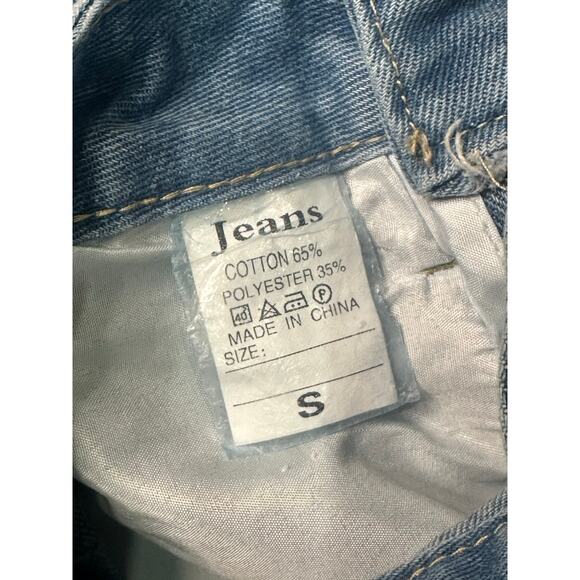 Jeans
COTTON 65%
POLYESTER 35%
40 P
MADE IN CHINA
SIZE:
S